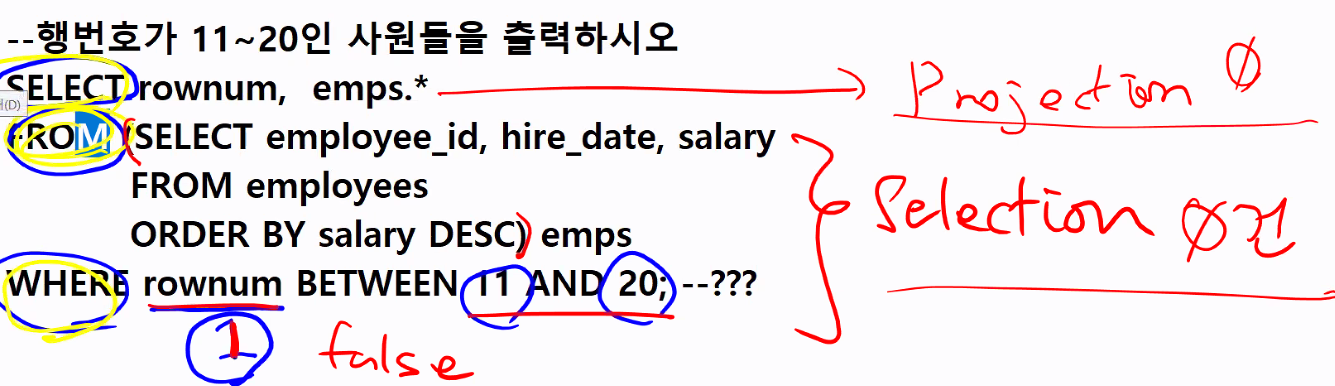 --행번호가 11~20인 사원들을 출력하시오
SELECT rownum, emps.*
Projection
(D)
FROM (SELECT employee_id, hire_date, salary
FROM employees
Selection
ORDER BY salary DESC) emps
WHERE rownum BETWEEN 11 AND 20; --???
1 false